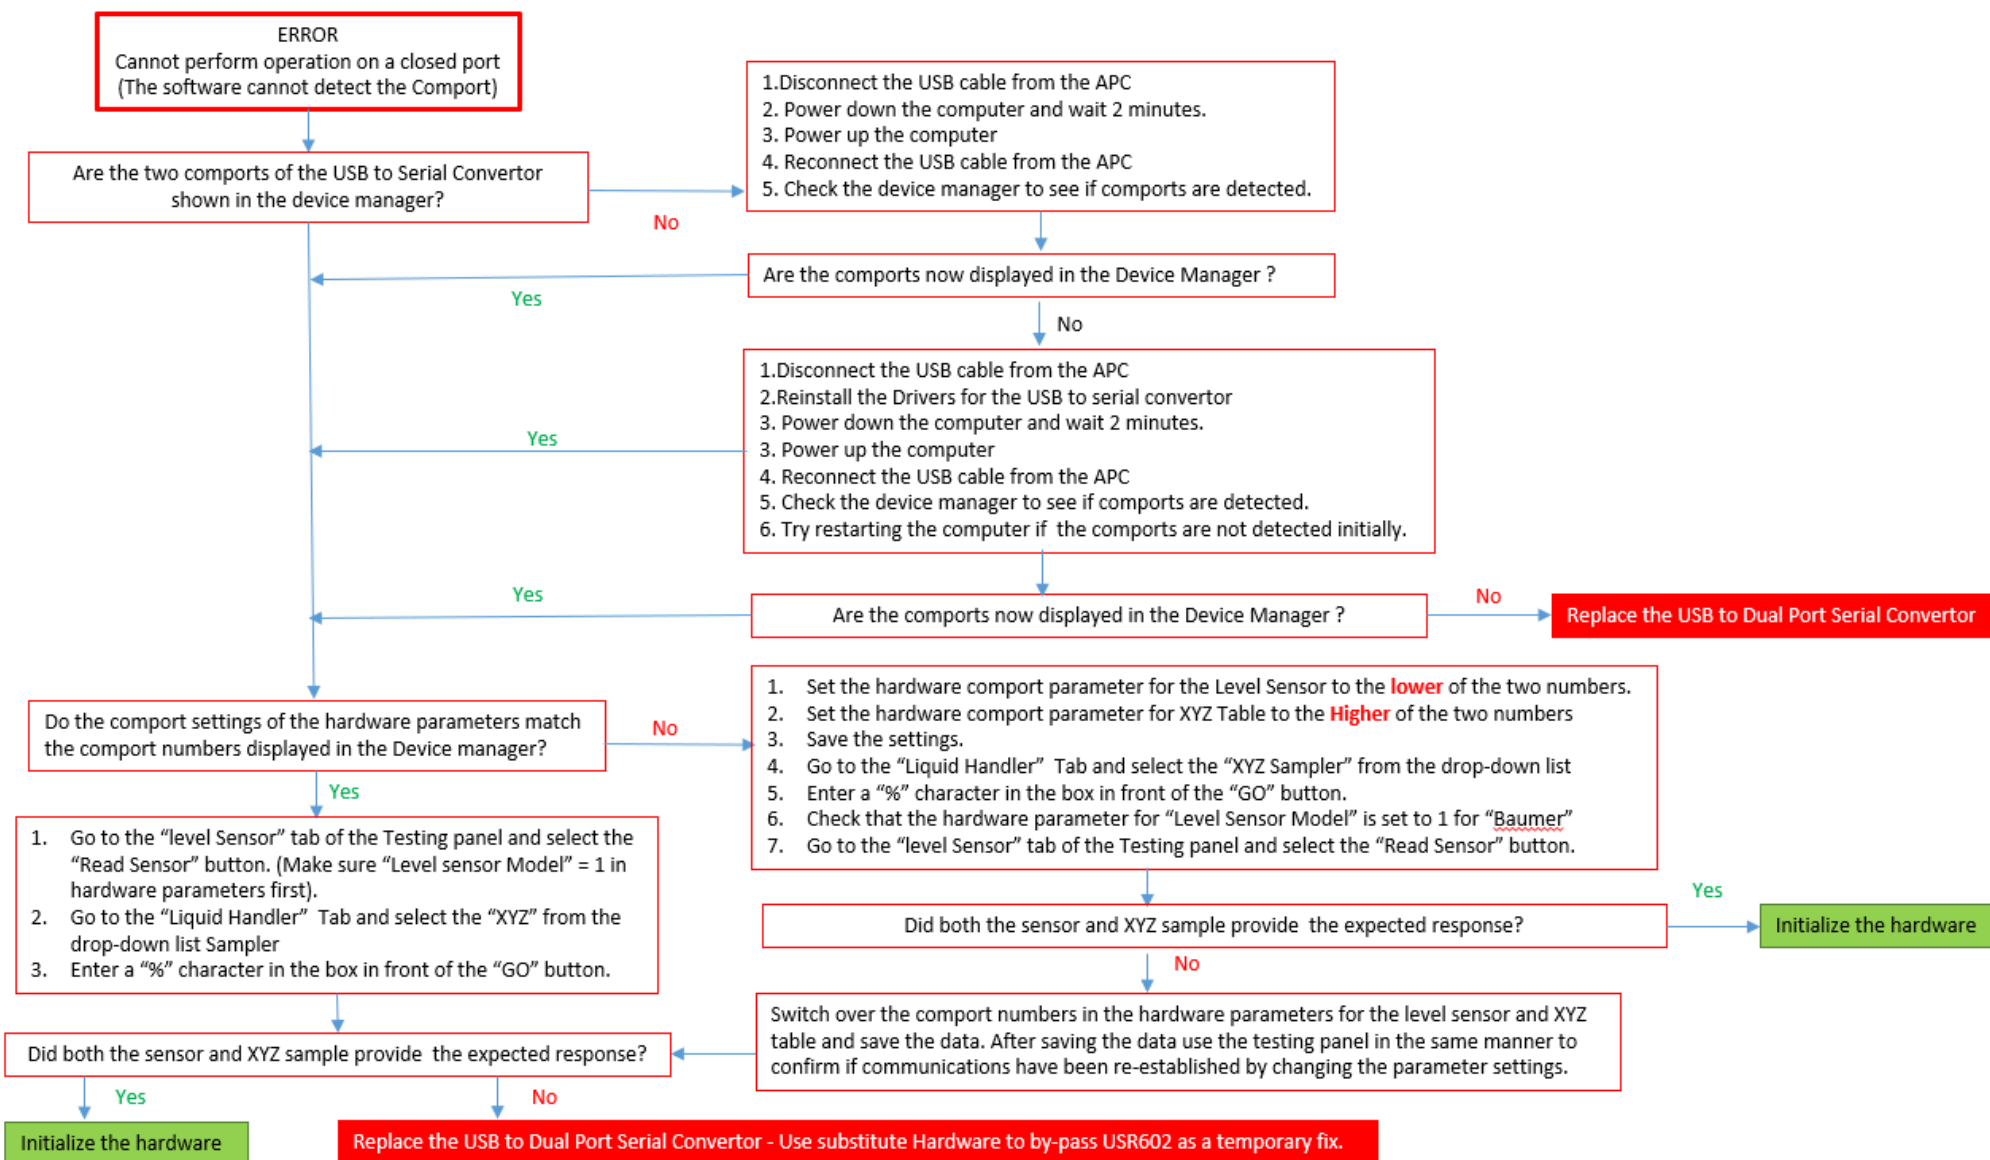 ERROR
Cannot perform operation on a closed port
(The software cannot detect the Comport)
Are the two comports of the USB to Serial Convertor
shown in the device manager?
No
1.Disconnect the USB cable from the APC
2. Power down the computer and wait 2 minutes.
3. Power up the computer
4. Reconnect the USB cable from the APC
5. Check the device manager to see if comports are detected.
Are the comports now displayed in the Device Manager ?
Yes
No
1.Disconnect the USB cable from the APC
2.Reinstall the Drivers for the USB to serial convertor
3. Power down the computer and wait 2 minutes.
3. Power up the computer
4. Reconnect the USB cable from the APC
5. Check the device manager to see if comports are detected.
6. Try restarting the computer if  the comports are not detected initially.
Yes
Are the comports now displayed in the Device Manager ?
Yes
No
Replace the USB to Dual Port Serial Convertor
Do the comport settings of the hardware parameters match
the comport numbers displayed in the Device manager?
No
1. Set the hardware comport parameter for the Level Sensor to the lower of the two numbers.
2. Set the hardware comport parameter for XYZ Table to the Higher of the two numbers
3. Save the settings.
4. Go to the “Liquid Handler”  Tab and select the “XYZ Sampler” from the drop-down list
5. Enter a “%” character in the box in front of the “GO” button.
6. Check that the hardware parameter for “Level Sensor Model” is set to 1 for “Baumer”
7. Go to the “level Sensor” tab of the Testing panel and select the “Read Sensor” button.
Yes
1. Go to the “level Sensor” tab of the Testing panel and select the
“Read Sensor” button. (Make sure “Level sensor Model” = 1 in
hardware parameters first).
2. Go to the “Liquid Handler”  Tab and select the “XYZ” from the
drop-down list Sampler
3. Enter a “%” character in the box in front of the “GO” button.
Did both the sensor and XYZ sample provide  the expected response?
Yes
Initialize the hardware
No
Switch over the comport numbers in the hardware parameters for the level sensor and XYZ
table and save the data. After saving the data use the testing panel in the same manner to
confirm if communications have been re-established by changing the parameter settings.
Did both the sensor and XYZ sample provide  the expected response?
Yes
No
Initialize the hardware
Replace the USB to Dual Port Serial Convertor - Use substitute Hardware to by-pass USR602 as a temporary fix.